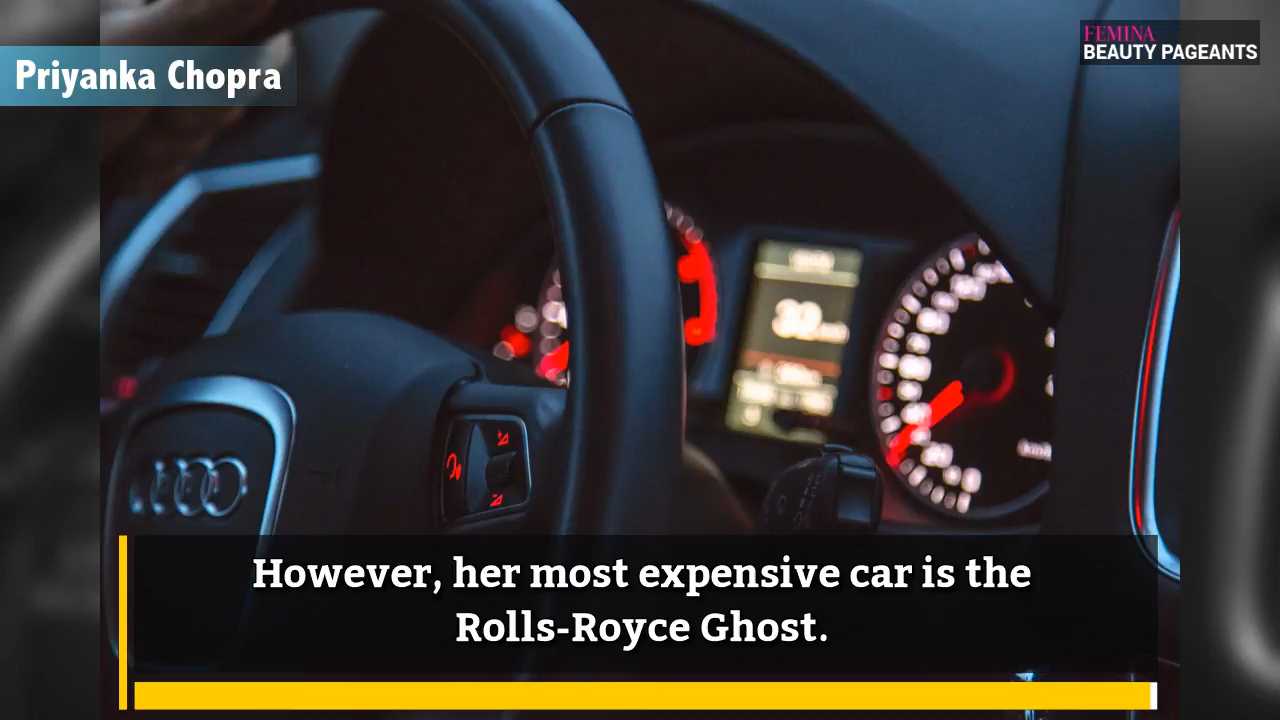 Priyanka Chopra
FEMINA
BEAUTY PAGEANTS
However, her most expensive car is the
Rolls-Royce Ghost.